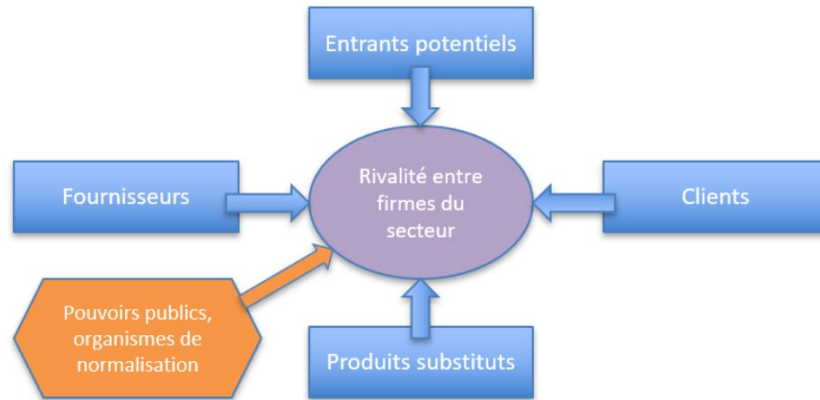 Entrants potentiels
Fournisseurs
Rivalité entre
firmes du
secteur
Clients
Pouvoirs publics,
organismes de
normalisation
Produits substituts